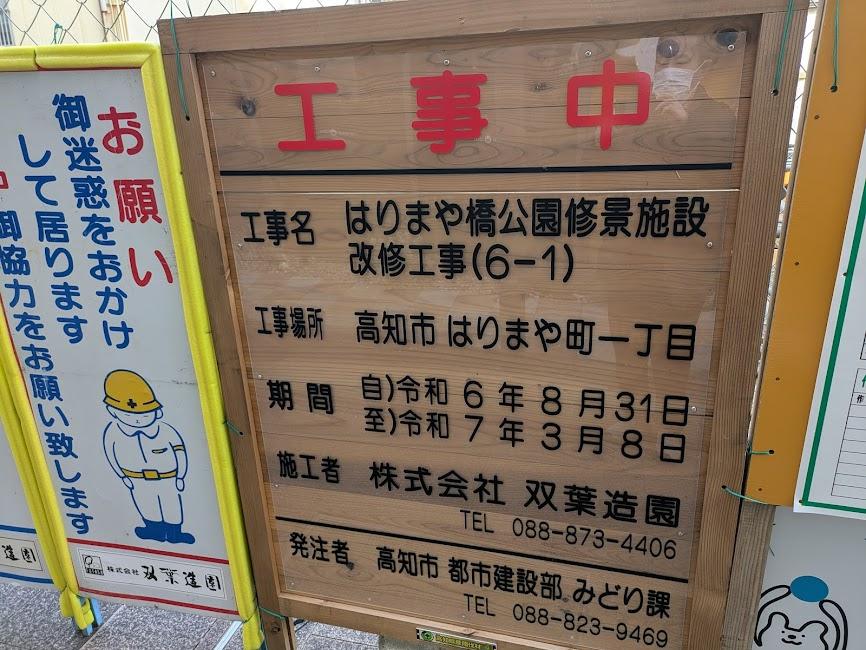 お願い
御迷惑をおかけ
して居ります
御協力をお願い致します
株式会社 双葉造園
造園
工事中
工事名 はりまや橋公園修景施設
改修工事(6-1)
工事場所 高知市 はりまや町一丁目
期間 自)令和 6 年 8 月 31日
至)令和 7 年 3 月 8 日
施工者 株式会社 双葉造園
TEL 088-873-4406
発注者 高知市 都市建設部 みどり課
TEL 088-823-9469